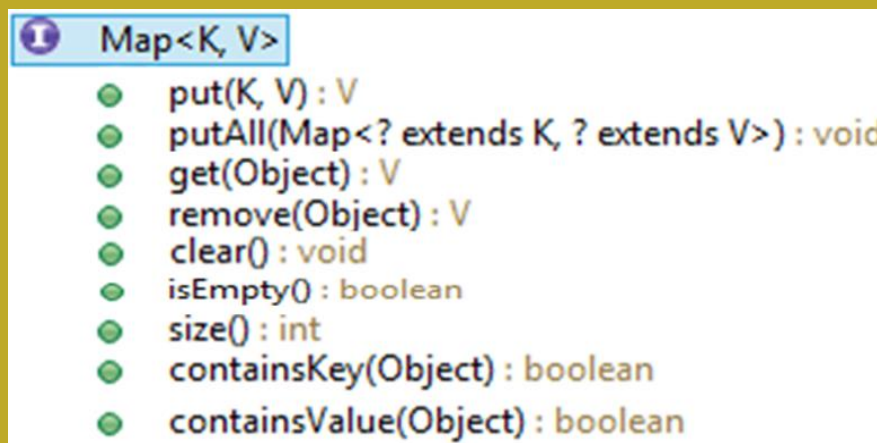 I Map<K, V>
put(K, V) : V
putAll(Map<? extends K, ? extends V>) : void
get(Object) : V
remove(Object) : V
clear() : void
isEmpty() : boolean
size() : int
containsKey(Object) : boolean
containsValue(Object) : boolean